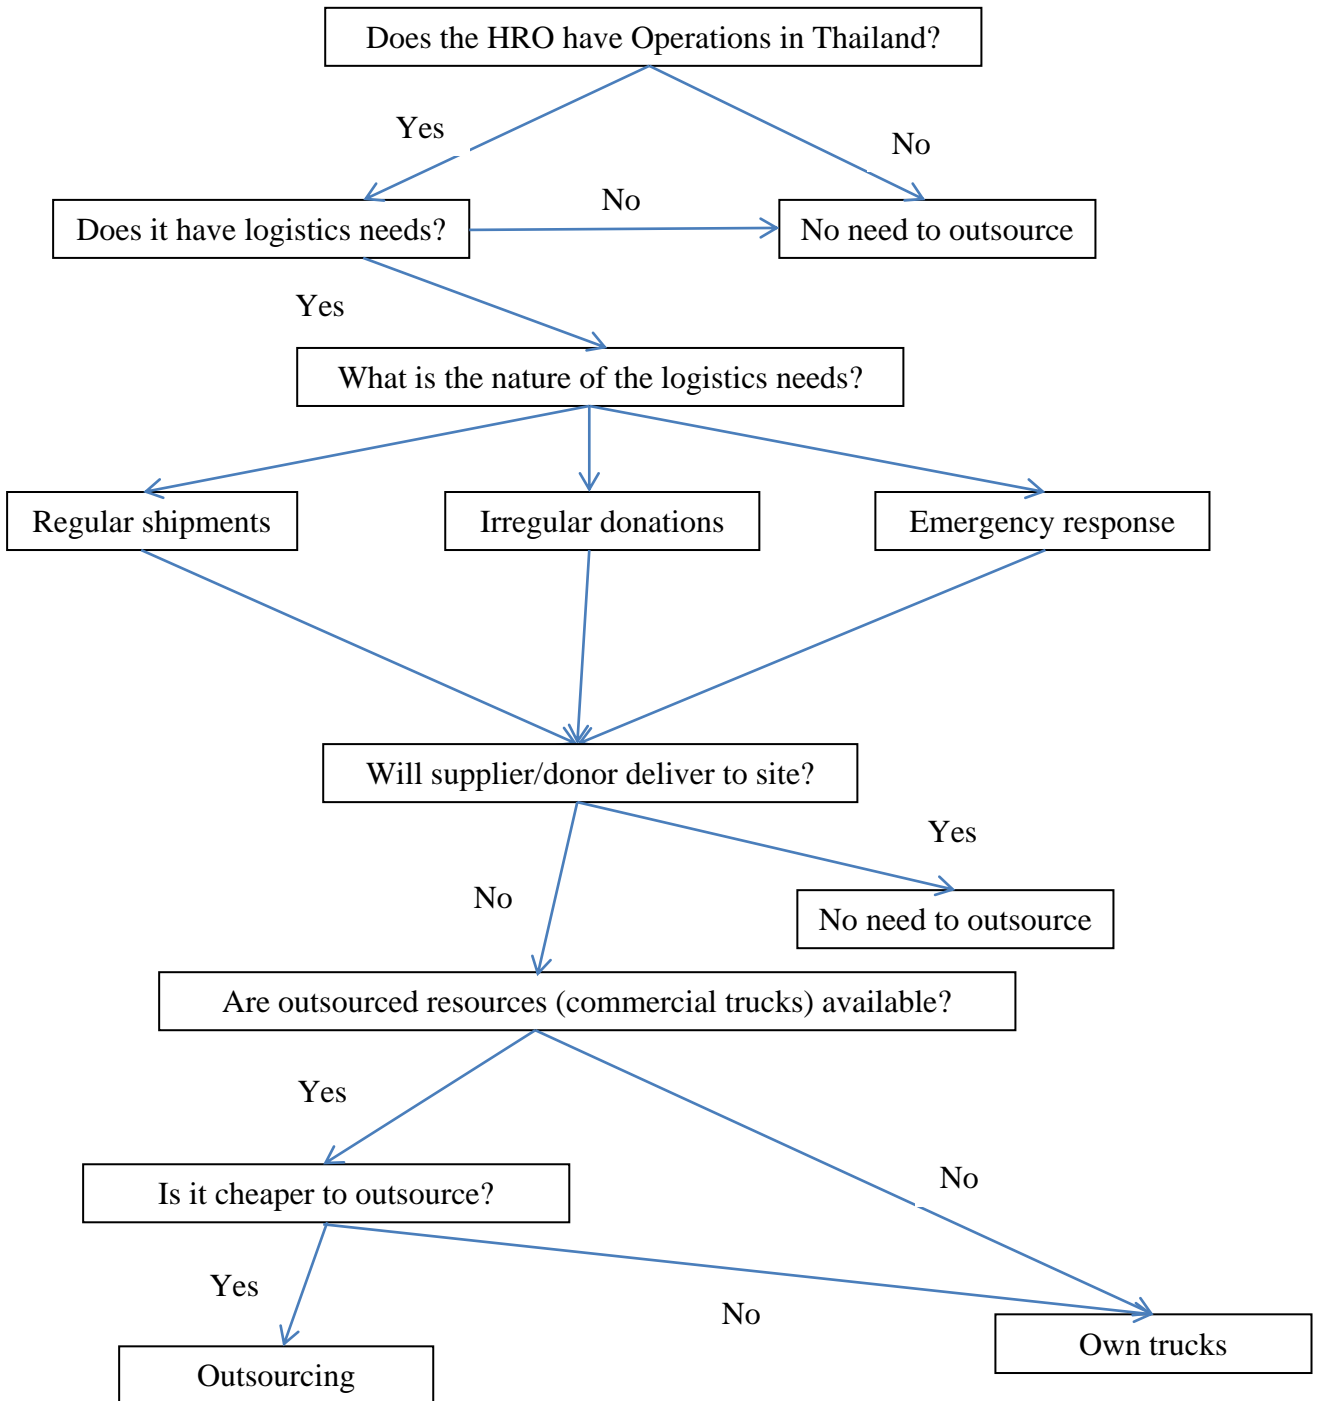 Does the HRO have Operations in Thailand?
Yes
No
Does it have logistics needs?
No
No need to outsource
Yes
What is the nature of the logistics needs?
Regular shipments
Irregular donations
Emergency response
Will supplier/donor deliver to site?
Yes
No
No need to outsource
Are outsourced resources (commercial trucks) available?
Yes
No
Is it cheaper to outsource?
Yes
No
Own trucks
Outsourcing